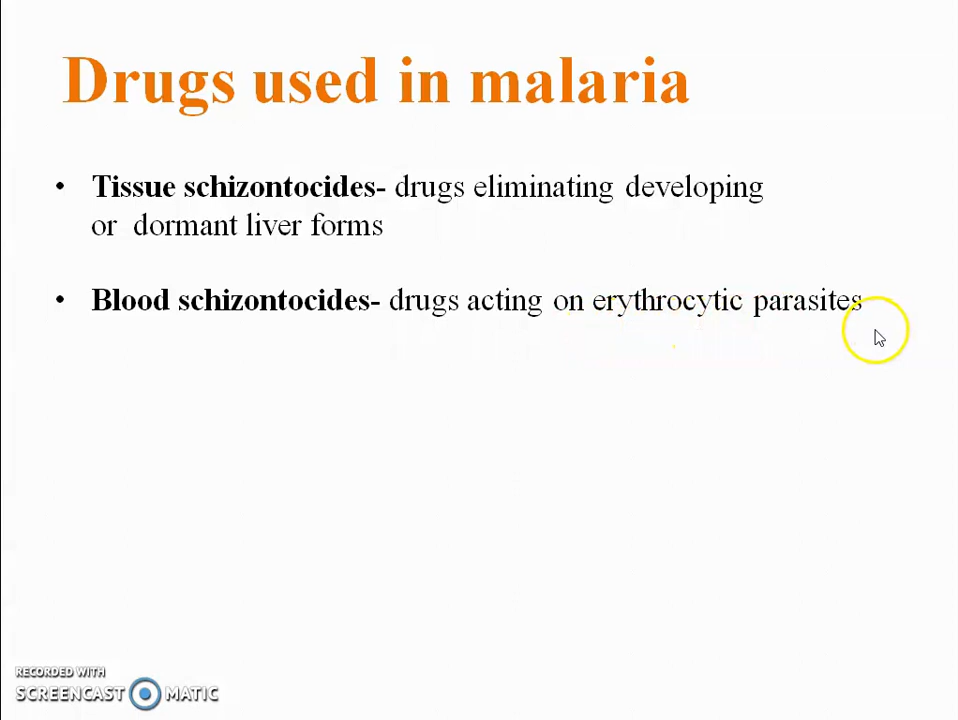 Drugs used in malaria
• Tissue schizontocides- drugs eliminating developing
or dormant liver forms
• Blood schizontocides- drugs acting on erythrocytic parasites
RECORDED WITH
SCREENCAST MATIC